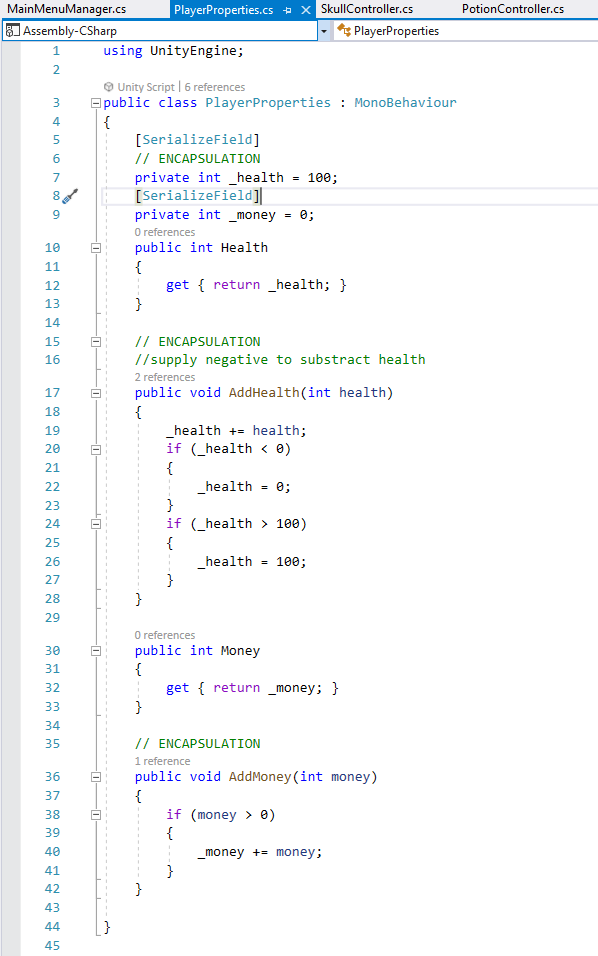 MainMenuManager.cs PlayerProperties.cs SkullController.cs PotionController.cs
Assembly-CSharp PlayerProperties
1 using UnityEngine;
2
Unity Script | 6 references
3 public class PlayerProperties : MonoBehaviour
4 {
5 [SerializeField]
6 // ENCAPSULATION
7 private int _health = 100;
8 [SerializeField]
9 private int _money = 0;
0 references
10 public int Health
11 {
12 get { return _health; }
13 }
14
15 // ENCAPSULATION
16 //supply negative to substract health
2 references
17 public void AddHealth(int health)
18 {
19 _health += health;
20 if (_health < 0)
21 {
22 _health = 0;
23 }
24 if (_health > 100)
25 {
26 _health = 100;
27 }
28 }
29
0 references
30 public int Money
31 {
32 get { return _money; }
33 }
34
35 // ENCAPSULATION
1 reference
36 public void AddMoney(int money)
37 {
38 if (money > 0)
39 {
40 _money += money;
41 }
42 }
43
44 }
45